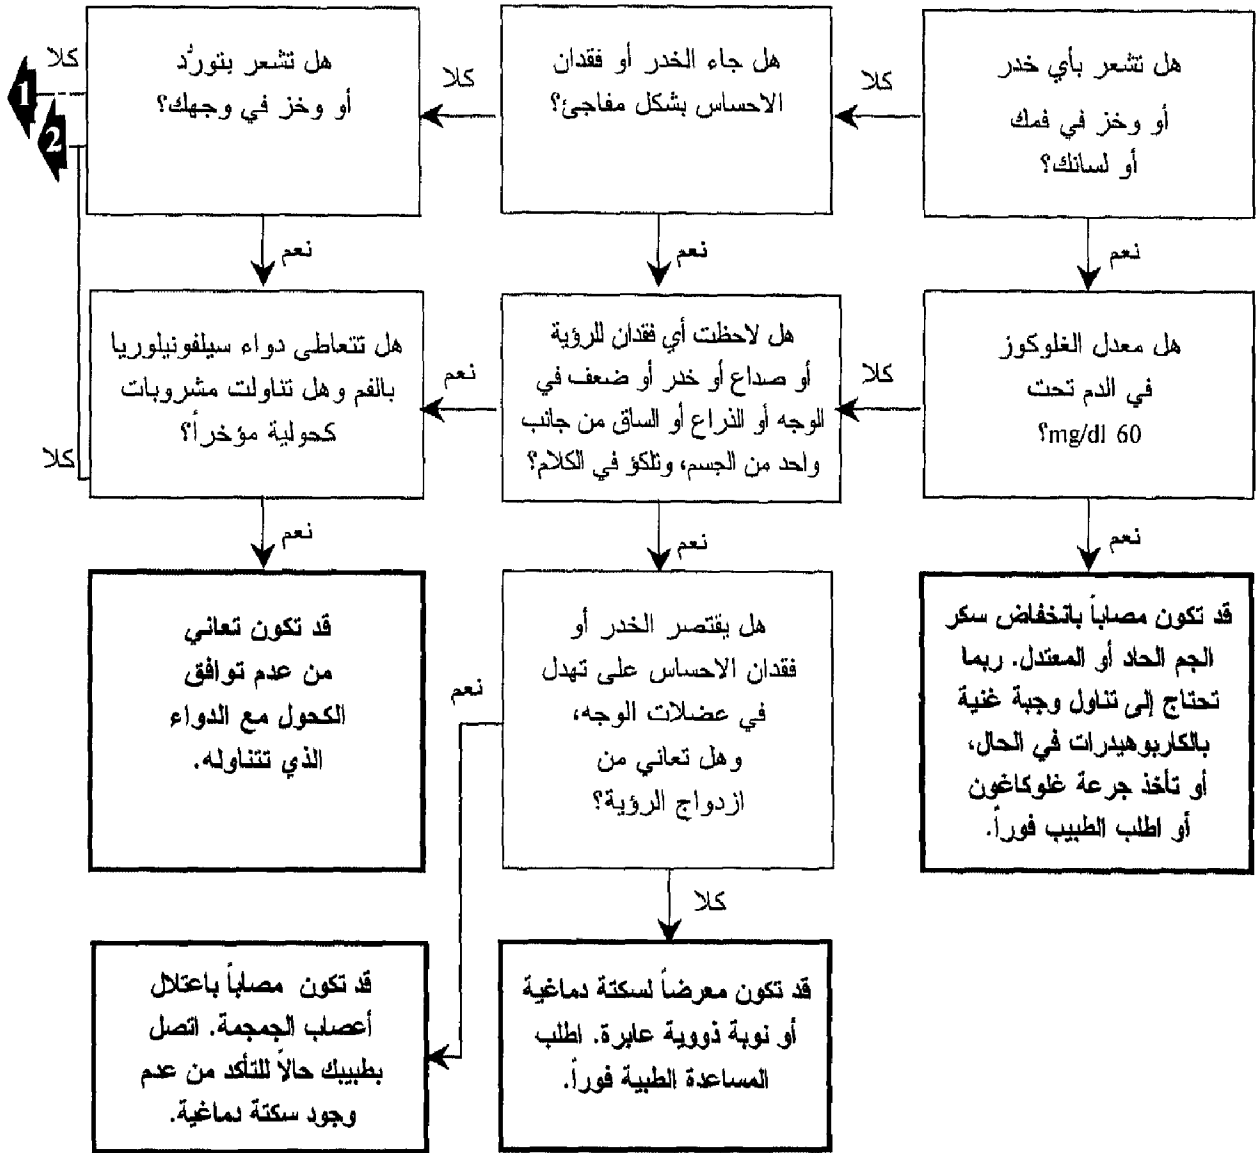 هل تشعر بأي خدر
أو وخز في فمك
أو لسانك؟
كلا
هل جاء الخدر أو فقدان
الاحساس بشكل مفاجئ؟
كلا
هل تشعر بتورُّد
أو وخز في وجهك؟
كلا
1
2
نعم
نعم
نعم
هل معدل الغلوكوز
في الدم تحت
60 mg/dl؟
كلا
هل لاحظت أي فقدان للرؤية
أو صداع أو خدر أو ضعف في
الوجه أو الذراع أو الساق من جانب
واحد من الجسم، وتلكؤ في الكلام؟
نعم
هل تتعاطى دواء سيلفونيلوريا
بالفم وهل تناولت مشروبات
كحولية مؤخراً؟
كلا
نعم
نعم
نعم
قد تكون مصاباً بانخفاض سكر
الجم الحاد أو المعتدل. ربما
تحتاج إلى تناول وجبة غنية
بالكاربوهيدرات في الحال،
أو تأخذ جرعة غلوكاغون
أو اطلب الطبيب فوراً.
هل يقتصر الخدر أو
فقدان الاحساس على تهدل
في عضلات الوجه،
وهل تعاني من
ازدواج الرؤية؟
نعم
قد تكون تعاني
من عدم توافق
الكحول مع الدواء
الذي تتناوله.
كلا
قد تكون معرضاً لسكتة دماغية
أو نوبة ذووية عابرة. اطلب
المساعدة الطبية فوراً.
قد تكون مصاباً باعتلال
أعصاب الجمجمة. اتصل
بطبيبك حالاً للتأكد من عدم
وجود سكتة دماغية.